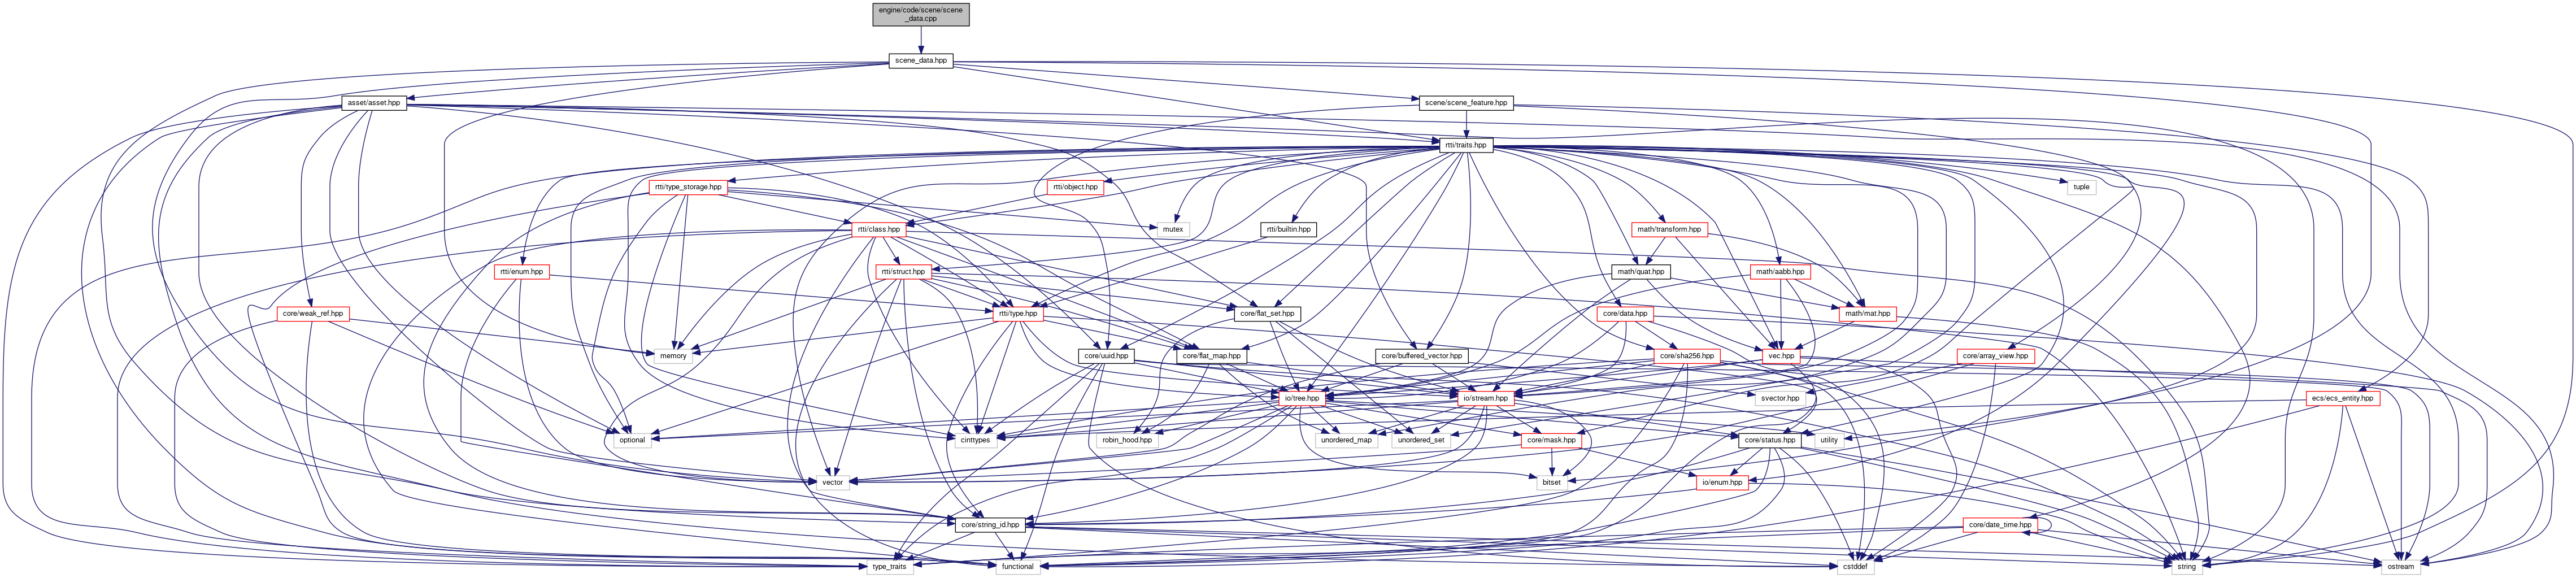 engine/code/scene/scene
_data.cpp
scene_data.hpp
asset/asset.hpp
scene/scene_feature.hpp
rtti/traits.hpp
rtti/type_storage.hpp
rtti/object.hpp
tuple
rtti/class.hpp
mutex
rtti/builtin.hpp
math/transform.hpp
rtti/enum.hpp
rtti/struct.hpp
math/quat.hpp
math/aabb.hpp
core/weak_ref.hpp
rtti/type.hpp
core/flat_set.hpp
core/data.hpp
math/mat.hpp
memory
core/uuid.hpp
core/flat_map.hpp
core/buffered_vector.hpp
core/sha256.hpp
vec.hpp
core/array_view.hpp
io/tree.hpp
io/stream.hpp
svector.hpp
ecs/ecs_entity.hpp
optional
cinttypes
robin_hood.hpp
unordered_map
unordered_set
core/mask.hpp
core/status.hpp
utility
vector
bitset
io/enum.hpp
core/string_id.hpp
core/date_time.hpp
type_traits
functional
cstddef
string
ostream